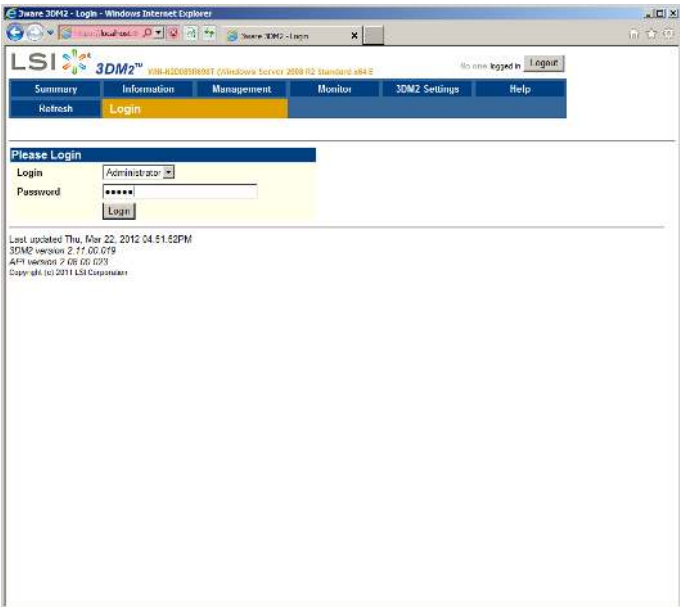 3ware 3DM2 - Login - Windows Internet Explorer
3ware 3DM2 - Login
LSI 3DM2™ (Windows Server 2008 R2 Standard x64 E
No one logged in Logout
Summary Information Management Monitor 3DM2 Settings Help
Refresh Login
Please Login
Login Administrator
Password •••••
Login
Last updated Thu, Mar 22, 2012 04:51:52PM
3DM2 version 2.11.00.019
API version 2.08.00.023
Copyright (c) 2011 LSI Corporation